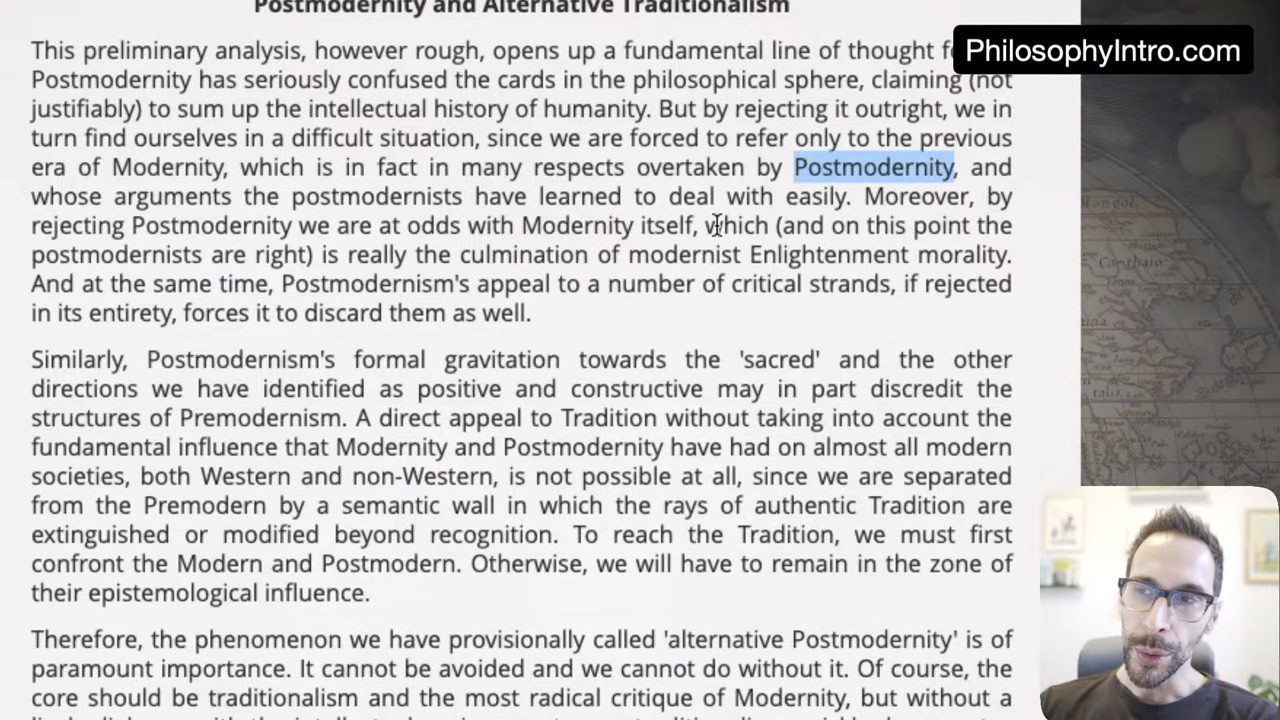 Postmodernity and Alternative Traditionalism
PhilosophyIntro.com
This preliminary analysis, however rough, opens up a fundamental line of thought
Postmodernity has seriously confused the cards in the philosophical sphere, claiming (not
justifiably) to sum up the intellectual history of humanity. But by rejecting it outright, we in
turn find ourselves in a difficult situation, since we are forced to refer only to the previous
era of Modernity, which is in fact in many respects overtaken by Postmodernity, and
whose arguments the postmodernists have learned to deal with easily. Moreover, by
rejecting Postmodernity we are at odds with Modernity itself, which (and on this point the
postmodernists are right) is really the culmination of modernist Enlightenment morality.
And at the same time, Postmodernism's appeal to a number of critical strands, if rejected
in its entirety, forces it to discard them as well.
Similarly, Postmodernism's formal gravitation towards the 'sacred' and the other
directions we have identified as positive and constructive may in part discredit the
structures of Premodernism. A direct appeal to Tradition without taking into account the
fundamental influence that Modernity and Postmodernity have had on almost all modern
societies, both Western and non-Western, is not possible at all, since we are separated
from the Premodern by a semantic wall in which the rays of authentic Tradition are
extinguished or modified beyond recognition. To reach the Tradition, we must first
confront the Modern and Postmodern. Otherwise, we will have to remain in the zone of
their epistemological influence.
Therefore, the phenomenon we have provisionally called 'alternative Postmodernity' is of
paramount importance. It cannot be avoided and we cannot do without it. Of course, the
core should be traditionalism and the most radical critique of Modernity, but without a